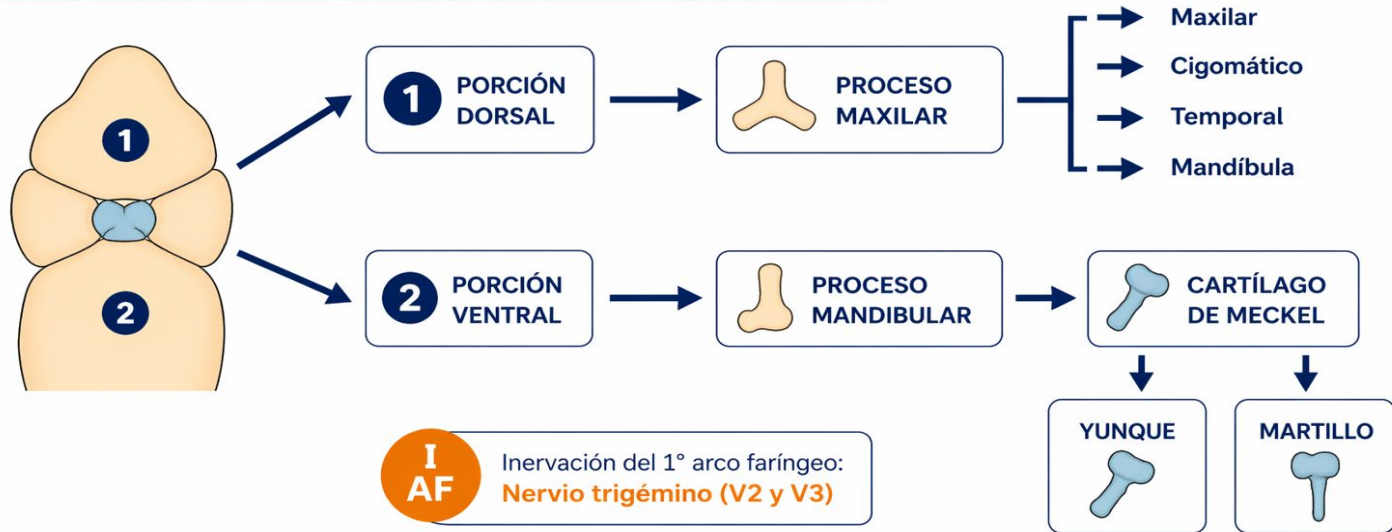 1
2
1
PORCIÓN
DORSAL
PROCESO
MAXILAR
Maxilar
Cigomático
Temporal
Mandíbula
2
PORCIÓN
VENTRAL
PROCESO
MANDIBULAR
CARTÍLAGO
DE MECKEL
YUNQUE
MARTILLO
I
AF
Inervación del 1° arco faríngeo:
Nervio trigémino (V2 y V3)